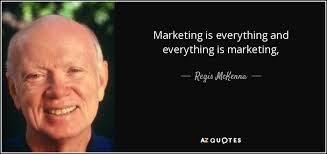 Marketing is everything and
everything is marketing,
— Regis McKenna —
AZ QUOTES